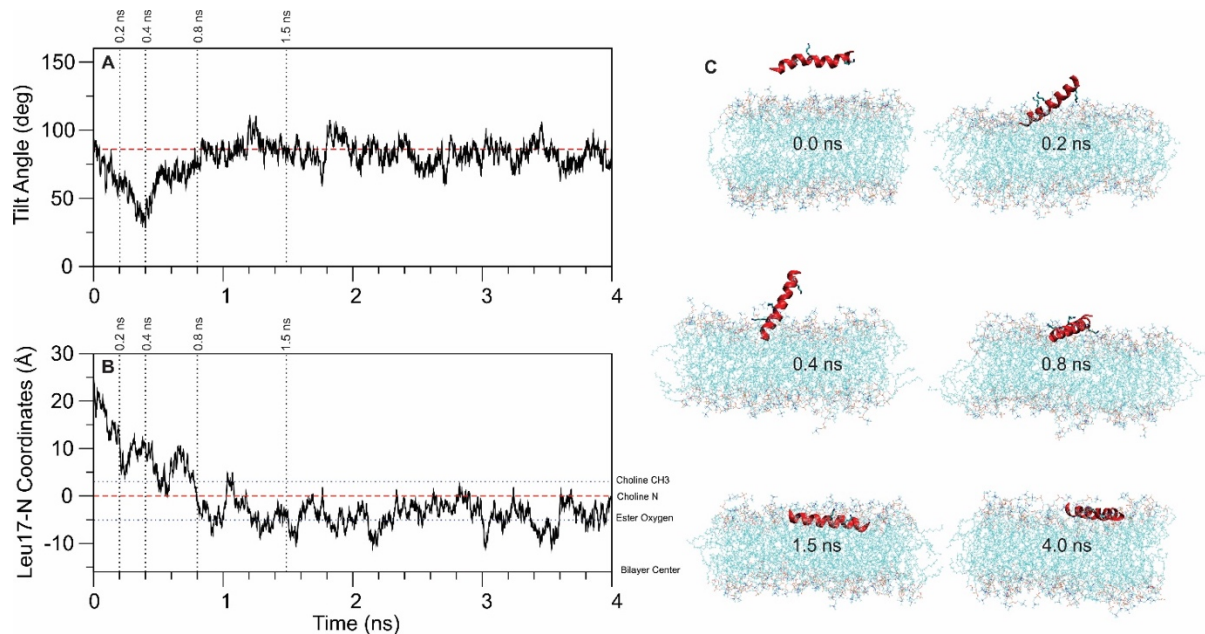 0.2 ns
0.4 ns
0.8 ns
1.5 ns
A
150
100
50
0
Tilt Angle (deg)
0 1 2 3 4
0.2 ns
0.4 ns
0.8 ns
1.5 ns
B
30
20
10
0
-10
Leu17-N Coordinates (Å)
Choline CH3
Choline N
Ester Oxygen
Bilayer Center
0 1 2 3 4
Time (ns)
C
0.0 ns
0.2 ns
0.4 ns
0.8 ns
1.5 ns
4.0 ns